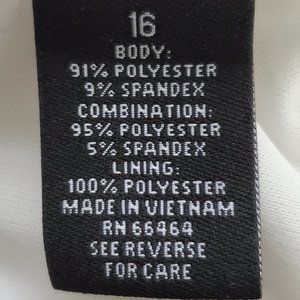 16
BODY:
91% POLYESTER
9% SPANDEX
COMBINATION:
95% POLYESTER
5% SPANDEX
LINING:
100% POLYESTER
MADE IN VIETNAM
RN 66464
SEE REVERSE
FOR CARE